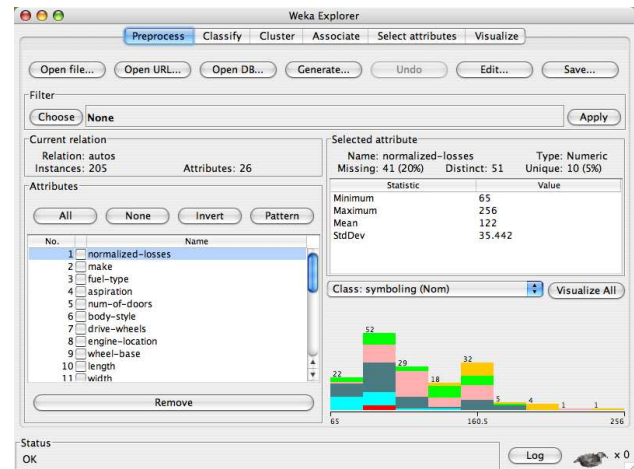 Weka Explorer
Preprocess Classify Cluster Associate Select attributes Visualize
Open file... Open URL... Open DB... Generate... Undo Edit... Save...
Filter
Choose None Apply
Current relation
Relation: autos
Instances: 205 Attributes: 26
Attributes
All None Invert Pattern
No. Name
1 normalized-losses
2 make
3 fuel-type
4 aspiration
5 num-of-doors
6 body-style
7 drive-wheels
8 engine-location
9 wheel-base
10 length
11 width
Remove
Selected attribute
Name: normalized-losses Type: Numeric
Missing: 41 (20%) Distinct: 51 Unique: 10 (5%)
Statistic Value
Minimum 65
Maximum 256
Mean 122
StdDev 35.442
Class: symboling (Nom) Visualize All
22 52 29 18 32 5 4 1 1
65 160.5 256
Status
OK Log x 0